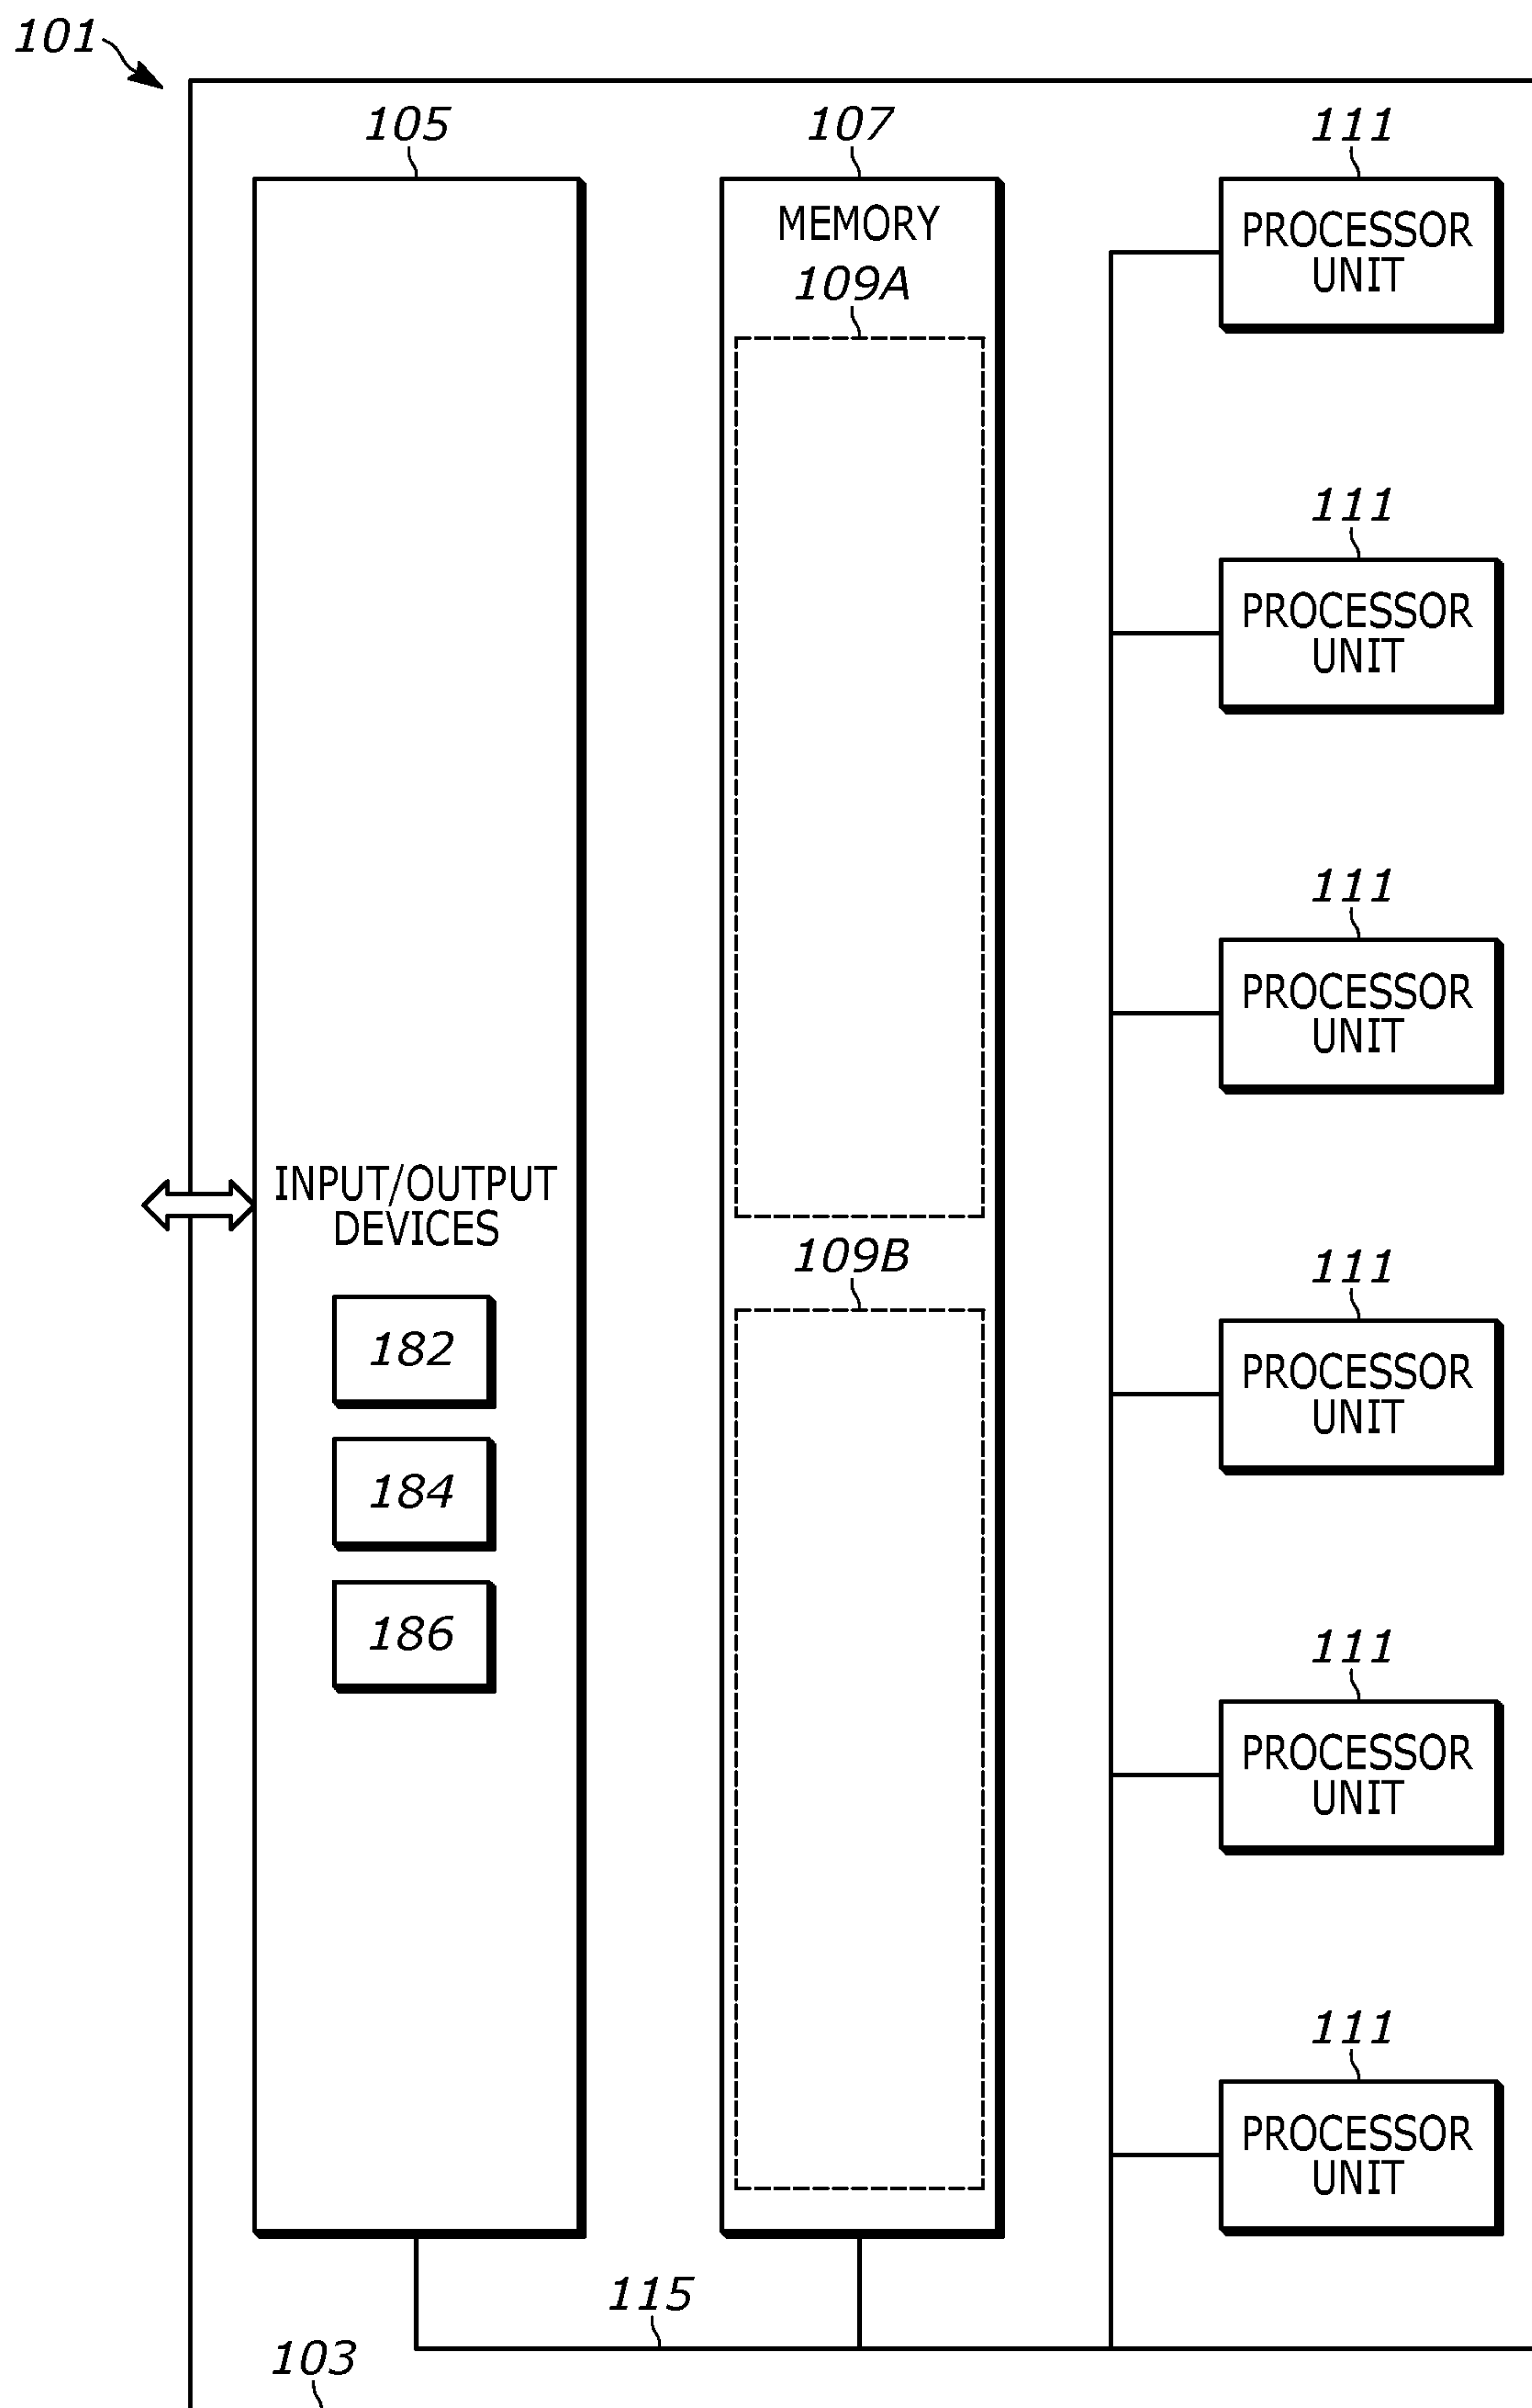 101
105
107
111
MEMORY
109A
PROCESSOR
UNIT
111
PROCESSOR
UNIT
111
PROCESSOR
UNIT
INPUT/OUTPUT
DEVICES
109B
111
182
PROCESSOR
UNIT
184
186
111
PROCESSOR
UNIT
111
PROCESSOR
UNIT
115
103